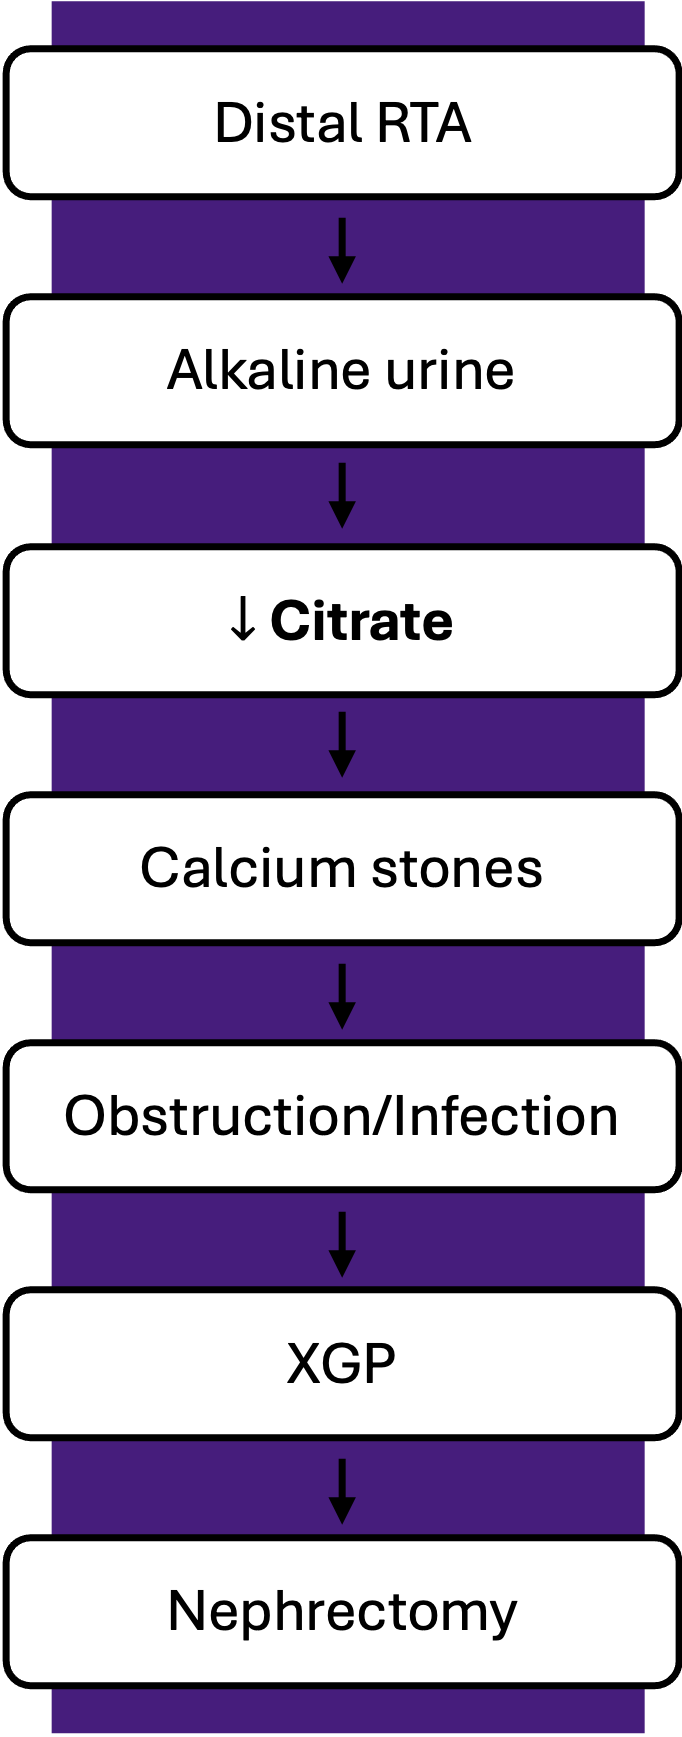 Distal RTA
Alkaline urine
↓ Citrate
Calcium stones
Obstruction/Infection
XGP
Nephrectomy